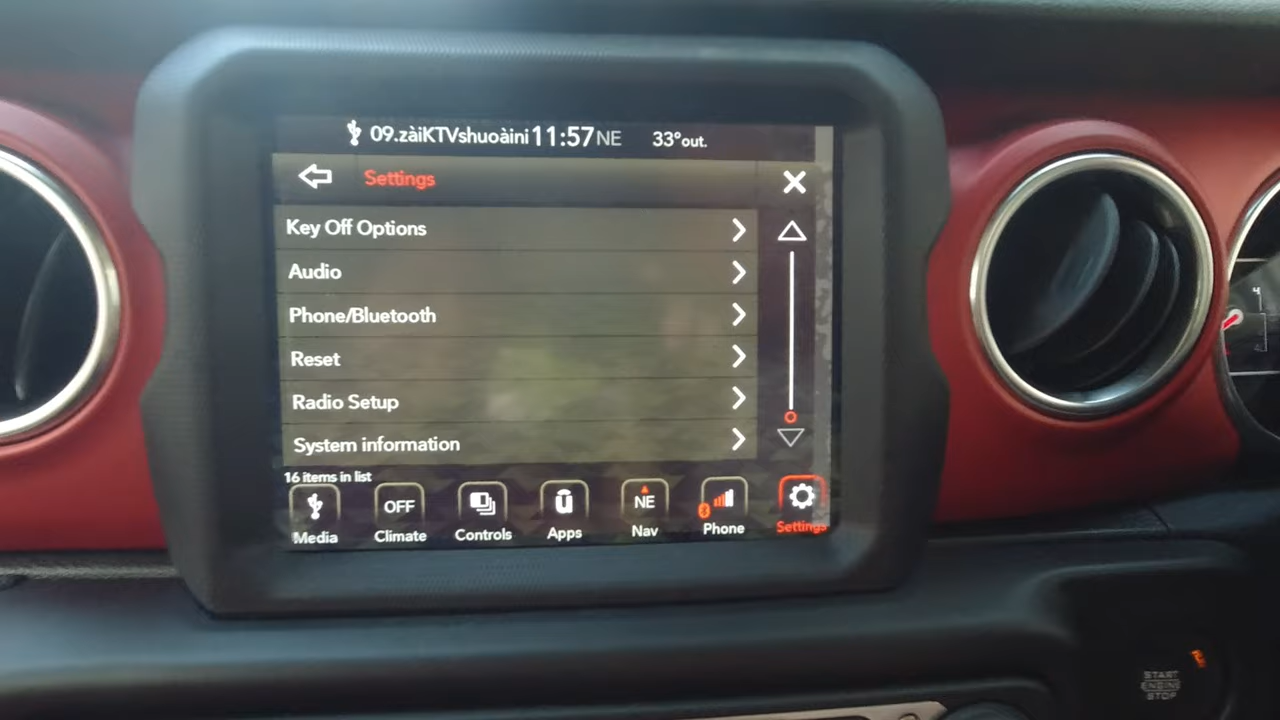 09.zàiKTVshuoàini 11:57 NE 33°out.
Settings
Key Off Options
Audio
Phone/Bluetooth
Reset
Radio Setup
System information
16 items in list
OFF
NE
Media Climate Controls Apps Nav Phone Settings
4
START
ENGINE
STOP